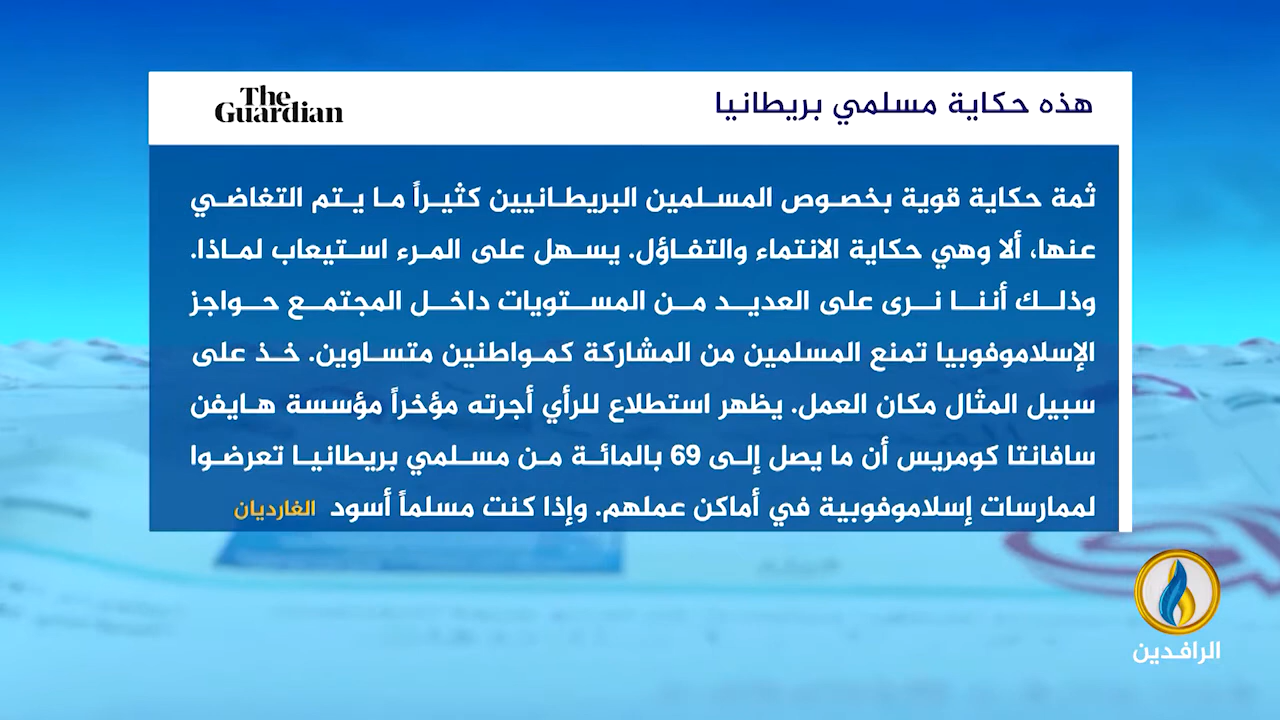 هذه حكاية مسلمي بريطانيا
The
Guardian
ثمة حكاية قوية بخصوص المسلمين البريطانيين كثيراً ما يتم التغاضي
عنها، ألا وهي حكاية الانتماء والتفاؤل. يسهل على المرء استيعاب لماذا.
وذلك أننا نرى على العديد من المستويات داخل المجتمع حواجز
الإسلاموفوبيا تمنع المسلمين من المشاركة كمواطنين متساوين. خذ على
سبيل المثال مكان العمل. يظهر استطلاع للرأي أجرته مؤخراً مؤسسة هايفن
سافانتا كومريس أن ما يصل إلى 69 بالمائة من مسلمي بريطانيا تعرضوا
لممارسات إسلاموفوبية في أماكن عملهم. وإذا كنت مسلماً أسود الغارديان
الرافدين